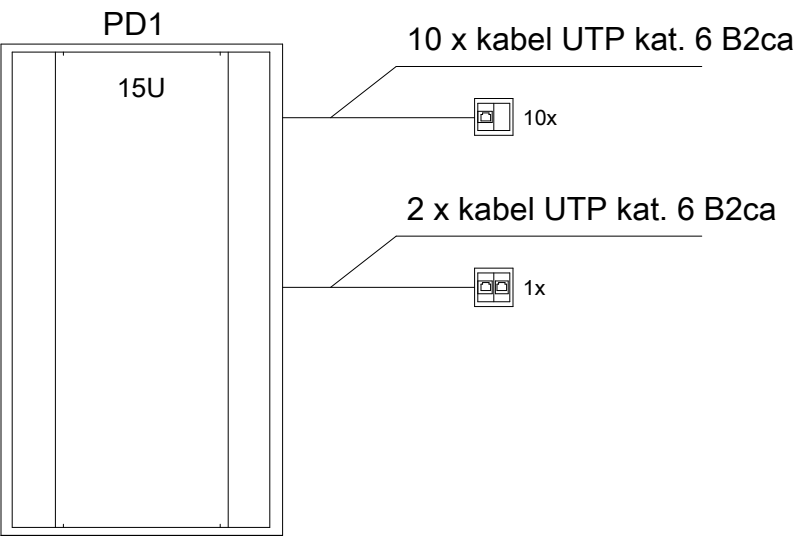 PD1
15U
10 x kabel UTP kat. 6 B2ca
10x
2 x kabel UTP kat. 6 B2ca
1x